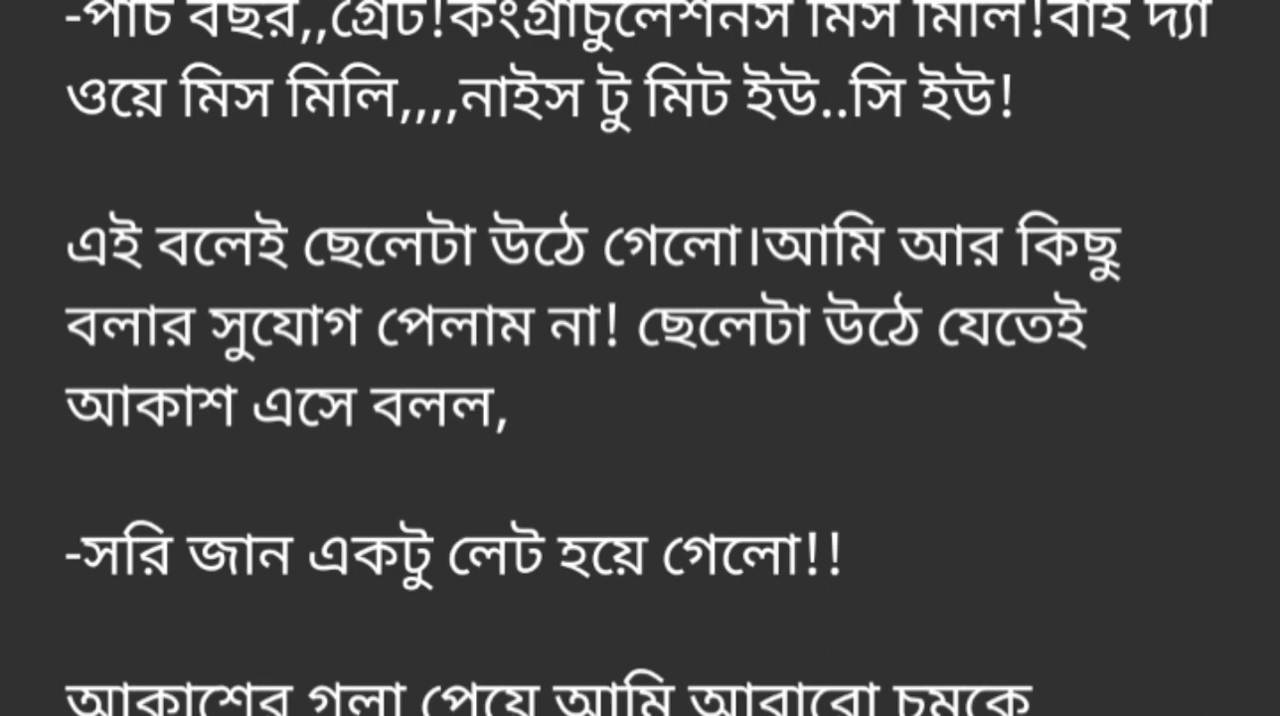 -পাঁচ বছর,,গ্রেট!কংগ্রাচুলেশনস মিস মিলি!বাই দ্যা
ওয়ে মিস মিলি,,,,নাইস টু মিট ইউ..সি ইউ!
এই বলেই ছেলেটা উঠে গেলো।আমি আর কিছু
বলার সুযোগ পেলাম না! ছেলেটা উঠে যেতেই
আকাশ এসে বলল,
-সরি জান একটু লেট হয়ে গেলো!!
আকাশের গলা পেয়ে আমি আবারো চমকে